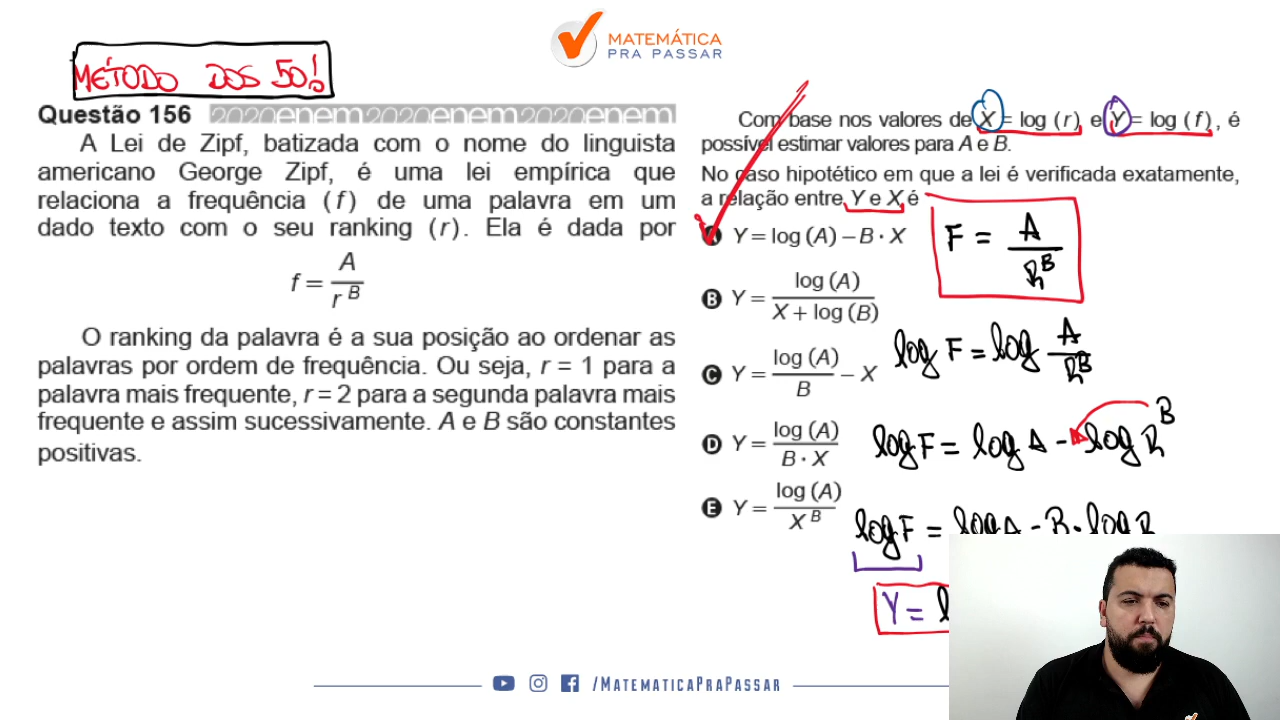 MATEMÁTICA
PRA PASSAR
MÉTODO DOS 50!
Questão 156 2020enem2020enem2020enem
A Lei de Zipf, batizada com o nome do linguista
americano George Zipf, é uma lei empírica que
relaciona a frequência (f) de uma palavra em um
dado texto com o seu ranking (r). Ela é dada por
f = A / r^B
O ranking da palavra é a sua posição ao ordenar as
palavras por ordem de frequência. Ou seja, r = 1 para a
palavra mais frequente, r = 2 para a segunda palavra mais
frequente e assim sucessivamente. A e B são constantes
positivas.
Com base nos valores de X = log (r) e Y = log (f), é
possível estimar valores para A e B.
No caso hipotético em que a lei é verificada exatamente,
a relação entre Y e X é
A Y = log (A) – B · X
B Y = log (A) / X + log (B)
C Y = log (A) / B – X
D Y = log (A) / B · X
E Y = log (A) / X^B
F = A / R^B
log F = log A / R^B
log F = log A - log R^B
log F = log A - B · log R
Y =
/MatematicaPraPassar